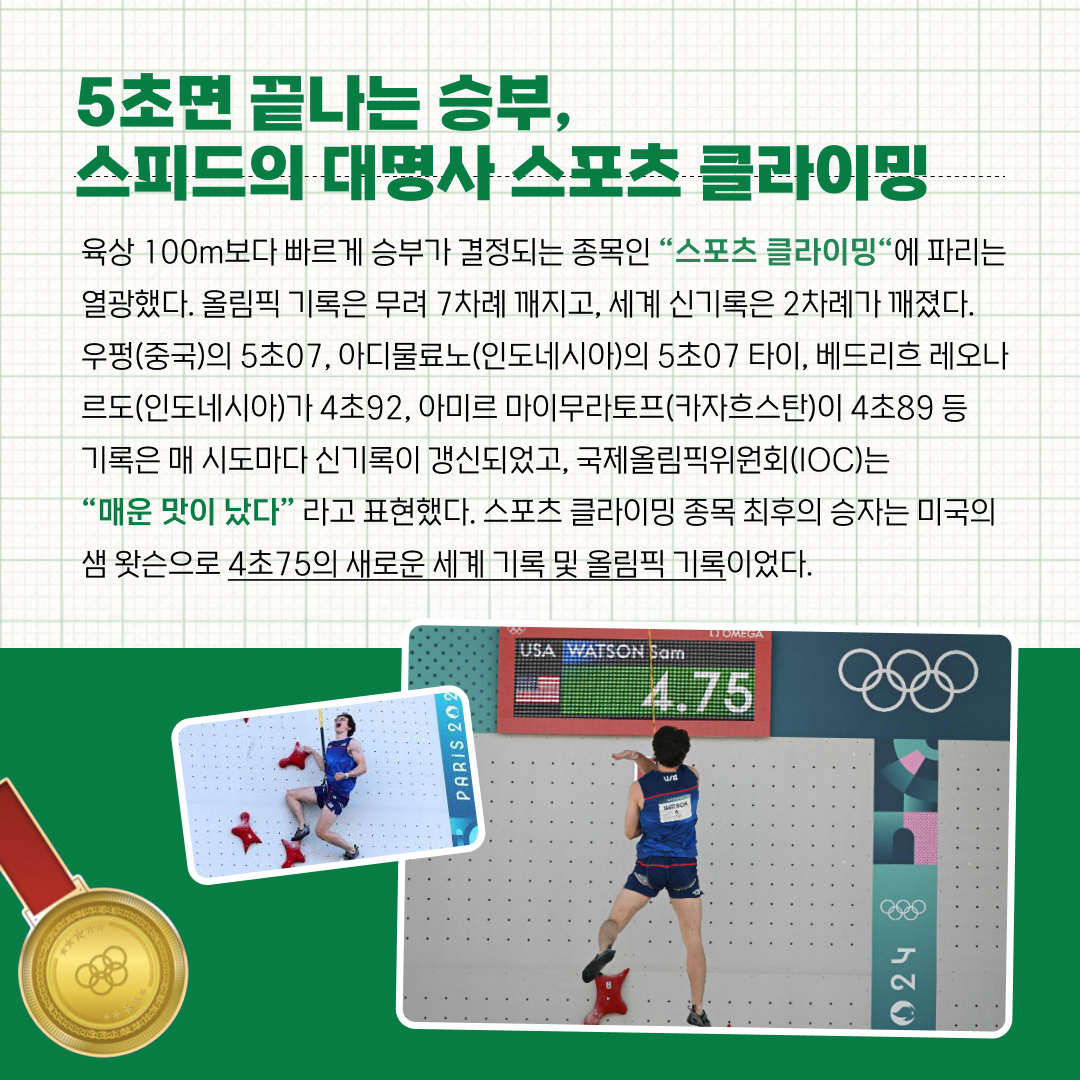 5초면 끝나는 승부,
스피드의 대명사 스포츠 클라이밍
육상 100m보다 빠르게 승부가 결정되는 종목인 “스포츠 클라이밍“에 파리는
열광했다. 올림픽 기록은 무려 7차례 깨지고, 세계 신기록은 2차례가 깨졌다.
우펑(중국)의 5초07, 아디물료노(인도네시아)의 5초07 타이, 베드리흐 레오나
르도(인도네시아)가 4초92, 아미르 마이무라토프(카자흐스탄)이 4초89 등
기록은 매 시도마다 신기록이 갱신되었고, 국제올림픽위원회(IOC)는
“매운 맛이 났다” 라고 표현했다. 스포츠 클라이밍 종목 최후의 승자는 미국의
샘 왓슨으로 4초75의 새로운 세계 기록 및 올림픽 기록이었다.
Ω OMEGA
USA WATSON Sam
4.75
PARIS 202
USA
WATSON
24